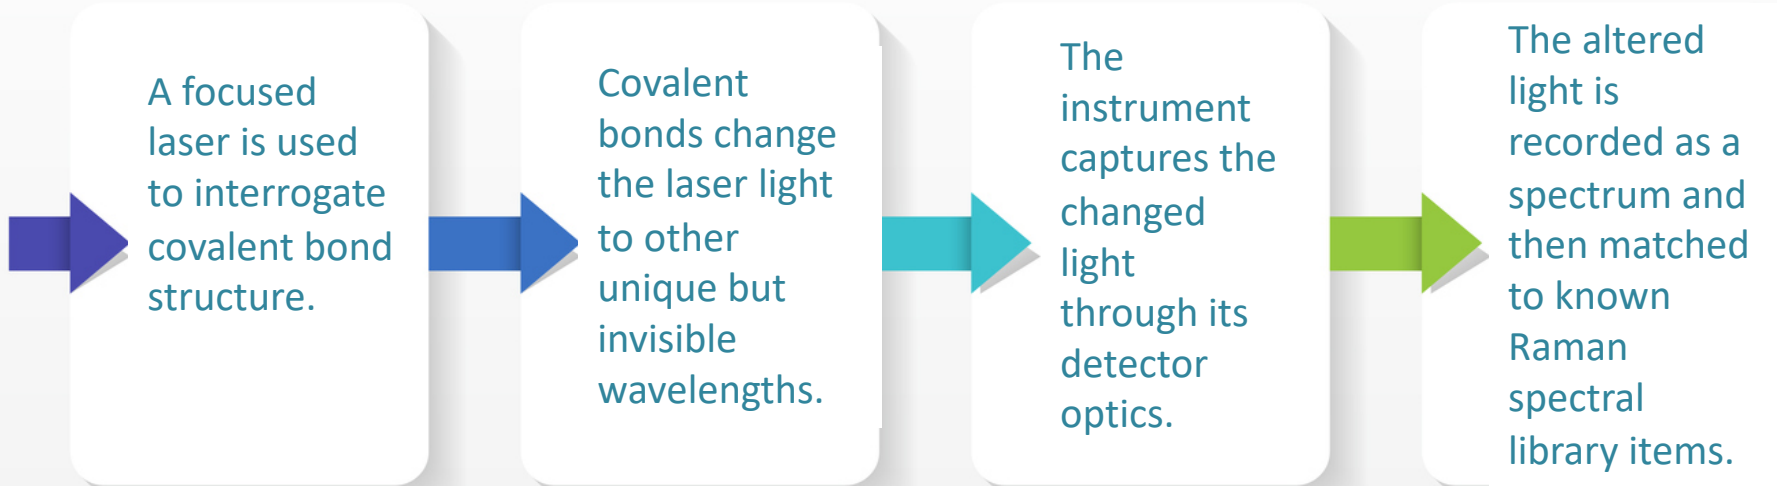 A focused
laser is used
to interrogate
covalent bond
structure.
Covalent
bonds change
the laser light
to other
unique but
invisible
wavelengths.
The
instrument
captures the
changed
light
through its
detector
optics.
The altered
light is
recorded as a
spectrum and
then matched
to known
Raman
spectral
library items.